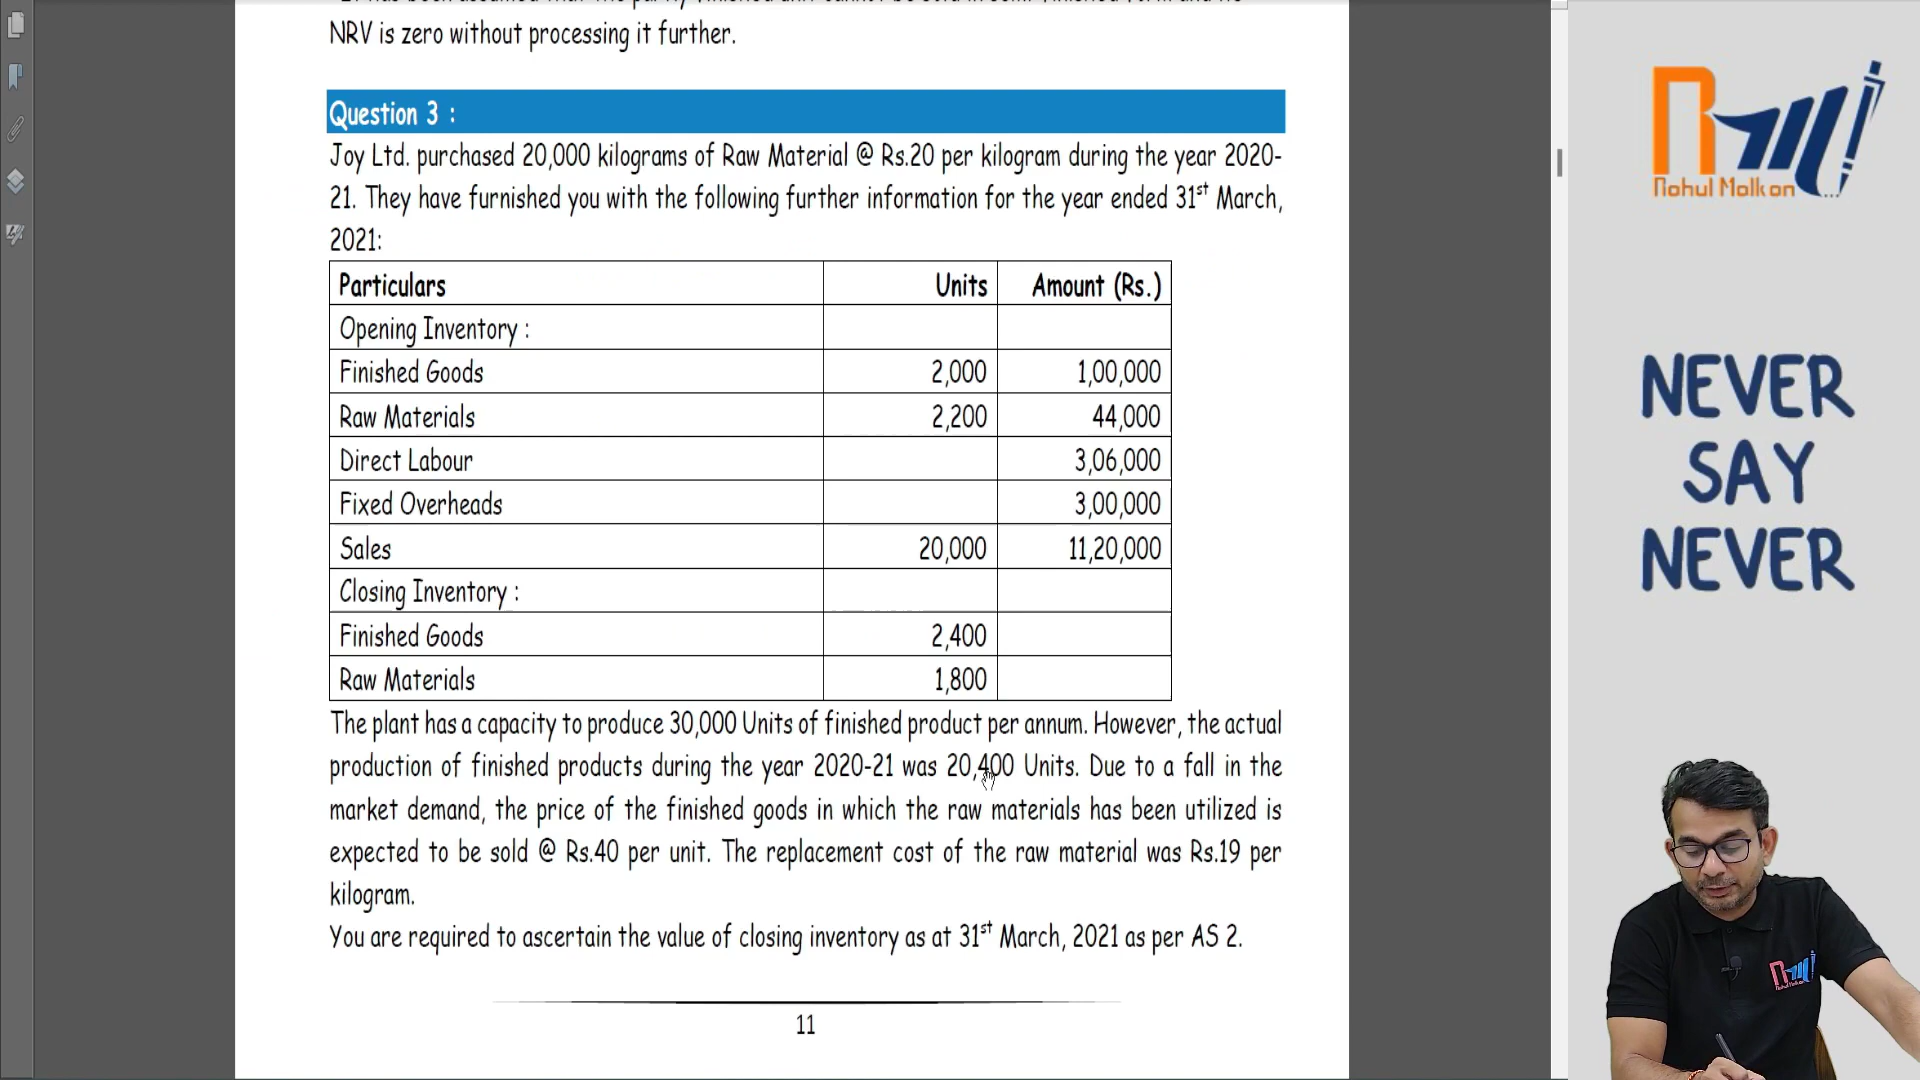 NRV is zero without processing it further.
Question 3 :
Joy Ltd. purchased 20,000 kilograms of Raw Material @ Rs.20 per kilogram during the year 2020-
21. They have furnished you with the following further information for the year ended 31st March,
2021:
Particulars Units Amount (Rs.)
Opening Inventory :
Finished Goods 2,000 1,00,000
Raw Materials 2,200 44,000
Direct Labour 3,06,000
Fixed Overheads 3,00,000
Sales 20,000 11,20,000
Closing Inventory :
Finished Goods 2,400
Raw Materials 1,800
The plant has a capacity to produce 30,000 Units of finished product per annum. However, the actual
production of finished products during the year 2020-21 was 20,400 Units. Due to a fall in the
market demand, the price of the finished goods in which the raw materials has been utilized is
expected to be sold @ Rs.40 per unit. The replacement cost of the raw material was Rs.19 per
kilogram.
You are required to ascertain the value of closing inventory as at 31st March, 2021 as per AS 2.
11
Rahul Malkan
NEVER
SAY
NEVER